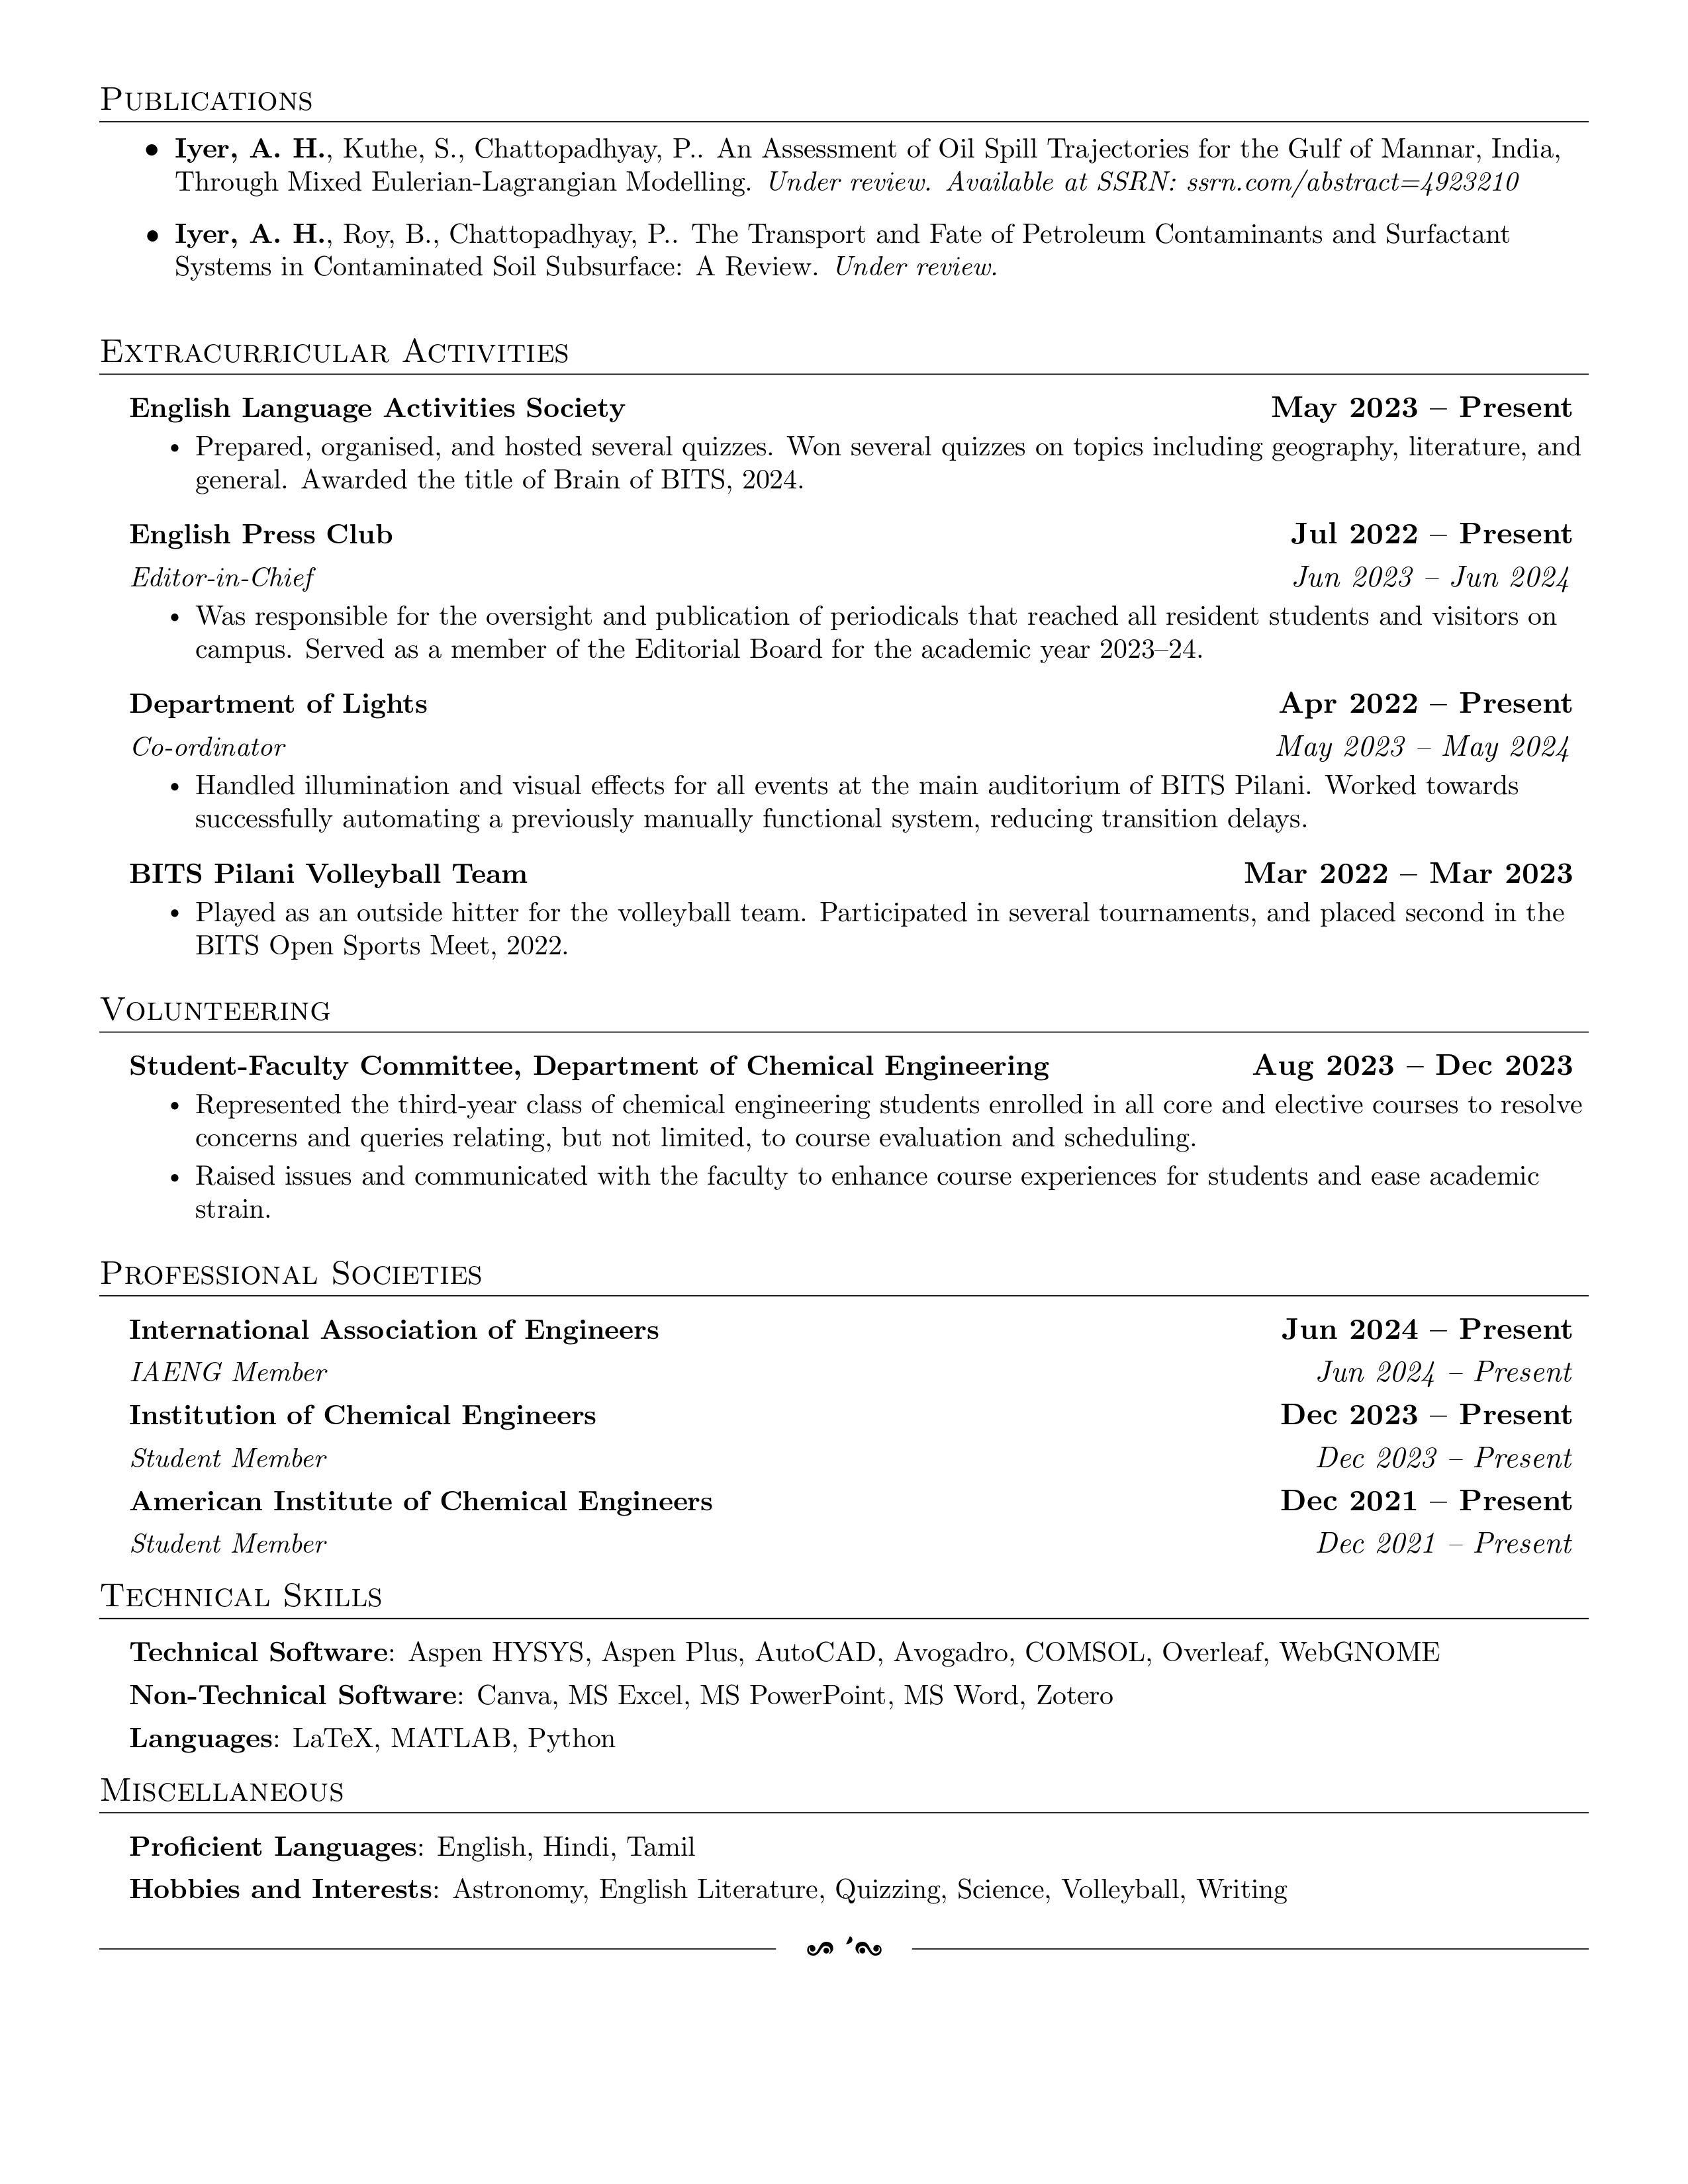 Publications
• Iyer, A. H., Kuthe, S., Chattopadhyay, P.. An Assessment of Oil Spill Trajectories for the Gulf of Mannar, India,
Through Mixed Eulerian-Lagrangian Modelling. Under review. Available at SSRN: ssrn.com/abstract=4923210
• Iyer, A. H., Roy, B., Chattopadhyay, P.. The Transport and Fate of Petroleum Contaminants and Surfactant
Systems in Contaminated Soil Subsurface: A Review. Under review.
Extracurricular Activities
English Language Activities Society May 2023 – Present
• Prepared, organised, and hosted several quizzes. Won several quizzes on topics including geography, literature, and
general. Awarded the title of Brain of BITS, 2024.
English Press Club Jul 2022 – Present
Editor-in-Chief Jun 2023 – Jun 2024
• Was responsible for the oversight and publication of periodicals that reached all resident students and visitors on
campus. Served as a member of the Editorial Board for the academic year 2023–24.
Department of Lights Apr 2022 – Present
Co-ordinator May 2023 – May 2024
• Handled illumination and visual effects for all events at the main auditorium of BITS Pilani. Worked towards
successfully automating a previously manually functional system, reducing transition delays.
BITS Pilani Volleyball Team Mar 2022 – Mar 2023
• Played as an outside hitter for the volleyball team. Participated in several tournaments, and placed second in the
BITS Open Sports Meet, 2022.
Volunteering
Student-Faculty Committee, Department of Chemical Engineering Aug 2023 – Dec 2023
• Represented the third-year class of chemical engineering students enrolled in all core and elective courses to resolve
concerns and queries relating, but not limited, to course evaluation and scheduling.
• Raised issues and communicated with the faculty to enhance course experiences for students and ease academic
strain.
Professional Societies
International Association of Engineers Jun 2024 – Present
IAENG Member Jun 2024 – Present
Institution of Chemical Engineers Dec 2023 – Present
Student Member Dec 2023 – Present
American Institute of Chemical Engineers Dec 2021 – Present
Student Member Dec 2021 – Present
Technical Skills
Technical Software: Aspen HYSYS, Aspen Plus, AutoCAD, Avogadro, COMSOL, Overleaf, WebGNOME
Non-Technical Software: Canva, MS Excel, MS PowerPoint, MS Word, Zotero
Languages: LaTeX, MATLAB, Python
Miscellaneous
Proficient Languages: English, Hindi, Tamil
Hobbies and Interests: Astronomy, English Literature, Quizzing, Science, Volleyball, Writing